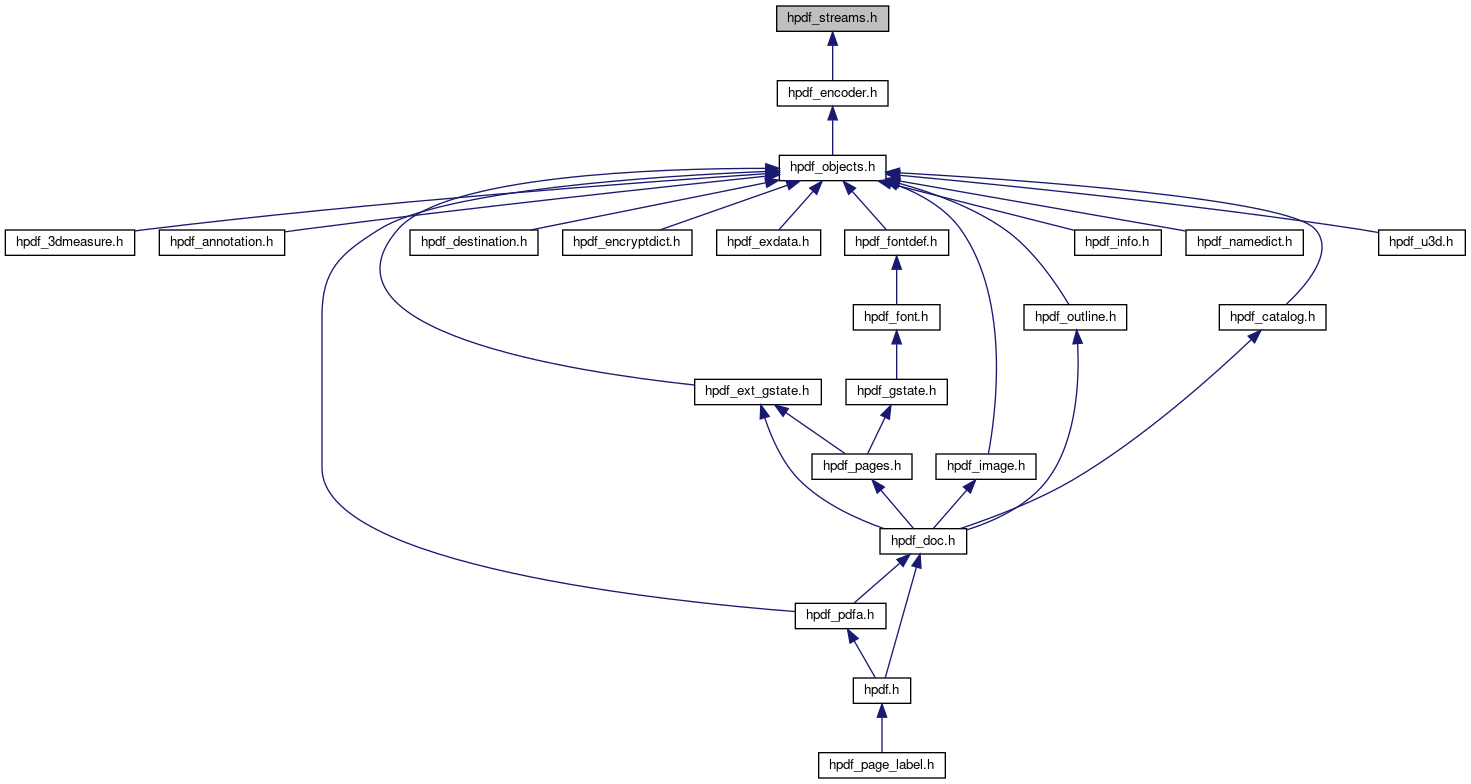 hpdf_streams.h
hpdf_encoder.h
hpdf_objects.h
hpdf_3dmeasure.h
hpdf_annotation.h
hpdf_destination.h
hpdf_encryptdict.h
hpdf_exdata.h
hpdf_fontdef.h
hpdf_info.h
hpdf_namedict.h
hpdf_u3d.h
hpdf_font.h
hpdf_outline.h
hpdf_catalog.h
hpdf_ext_gstate.h
hpdf_gstate.h
hpdf_pages.h
hpdf_image.h
hpdf_doc.h
hpdf_pdfa.h
hpdf.h
hpdf_page_label.h